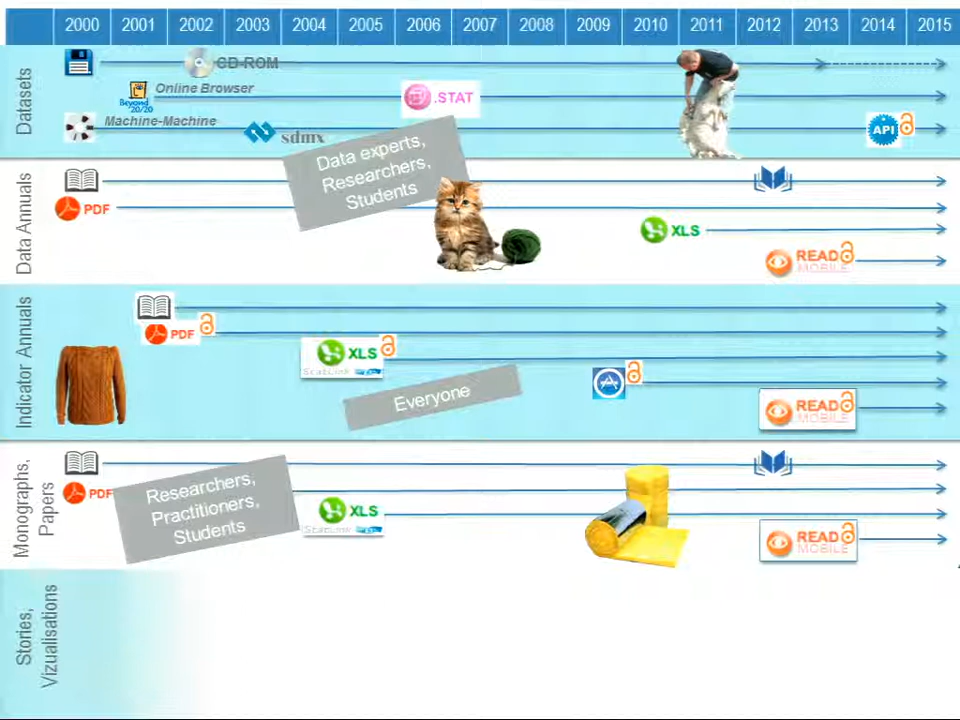 2000 2001 2002 2003 2004 2005 2006 2007 2008 2009 2010 2011 2012 2013 2014 2015
Datasets
CD-ROM
Beyond
20/20
Online Browser
.STAT
Machine-Machine
sdmx
API
Data experts,
Researchers,
Students
Data Annuals
PDF
XLS
READ
MOBILE
Indicator Annuals
PDF
XLS
StatLink
Everyone
READ
MOBILE
Monographs,
Papers
PDF
Researchers,
Practitioners,
Students
XLS
StatLink
READ
MOBILE
Stories,
Vizualisations